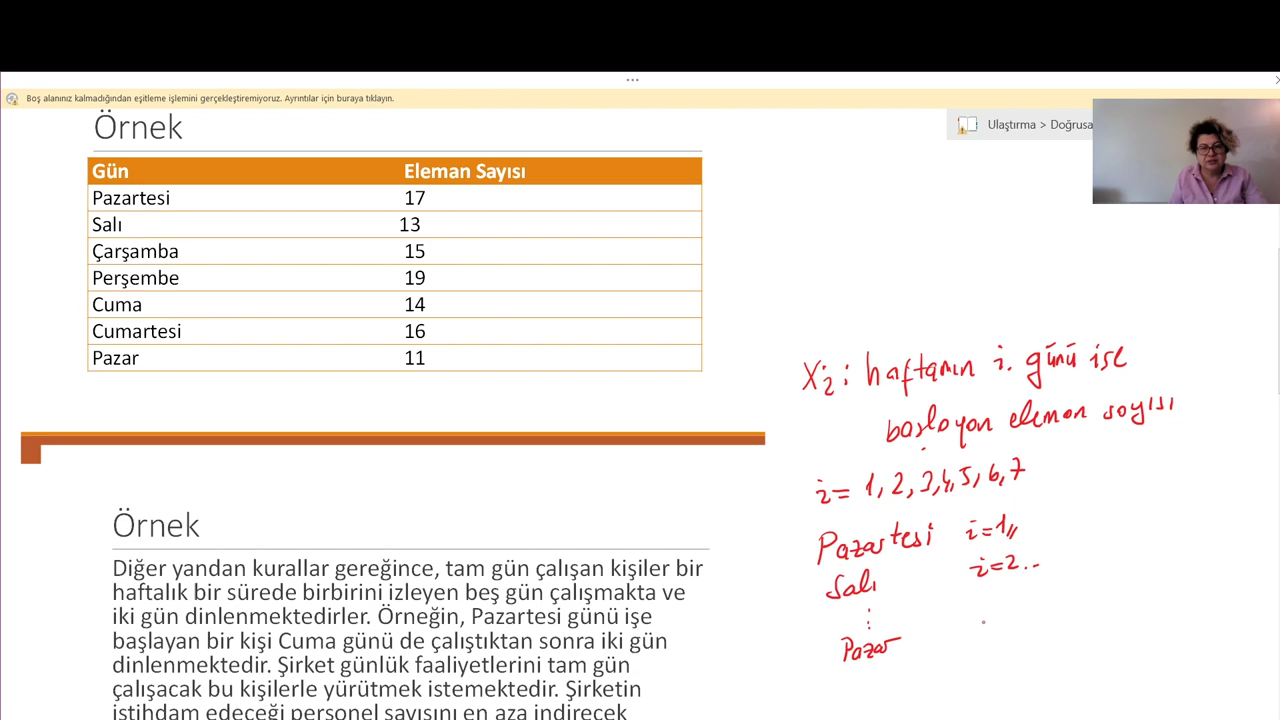 Boş alanınız kalmadığından eşitleme işlemini gerçekleştiremiyoruz. Ayrıntılar için buraya tıklayın.
Örnek
Ulaştırma > Doğrusa
Gün Eleman Sayısı
Pazartesi 17
Salı 13
Çarşamba 15
Perşembe 19
Cuma 14
Cumartesi 16
Pazar 11
Xi : haftanın i. günü işe
başlayan eleman sayısı
i = 1, 2, 3, 4, 5, 6, 7
Pazartesi i=1,,
Salı i=2..
⋮
Pazar
Örnek
Diğer yandan kurallar gereğince, tam gün çalışan kişiler bir
haftalık bir sürede birbirini izleyen beş gün çalışmakta ve
iki gün dinlenmektedirler. Örneğin, Pazartesi günü işe
başlayan bir kişi Cuma günü de çalıştıktan sonra iki gün
dinlenmektedir. Şirket günlük faaliyetlerini tam gün
çalışacak bu kişilerle yürütmek istemektedir. Şirketin
istihdam edeceği personel sayısını en aza indirecek